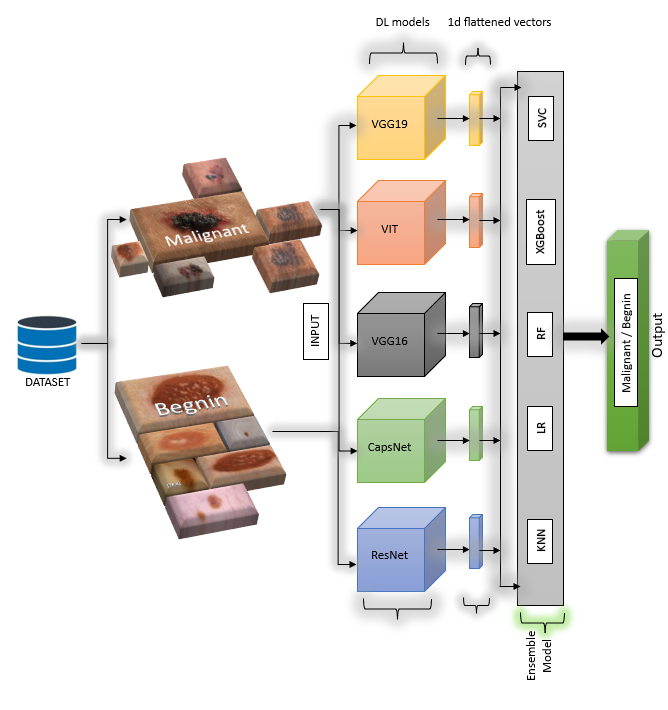 DL models
1d flattened vectors
VGG19
SVC
Malignant
VIT
XGBoost
INPUT
VGG16
RF
Malignant / Begnin
Output
DATASET
Begnin
CapsNet
LR
ResNet
KNN
Ensemble
Model